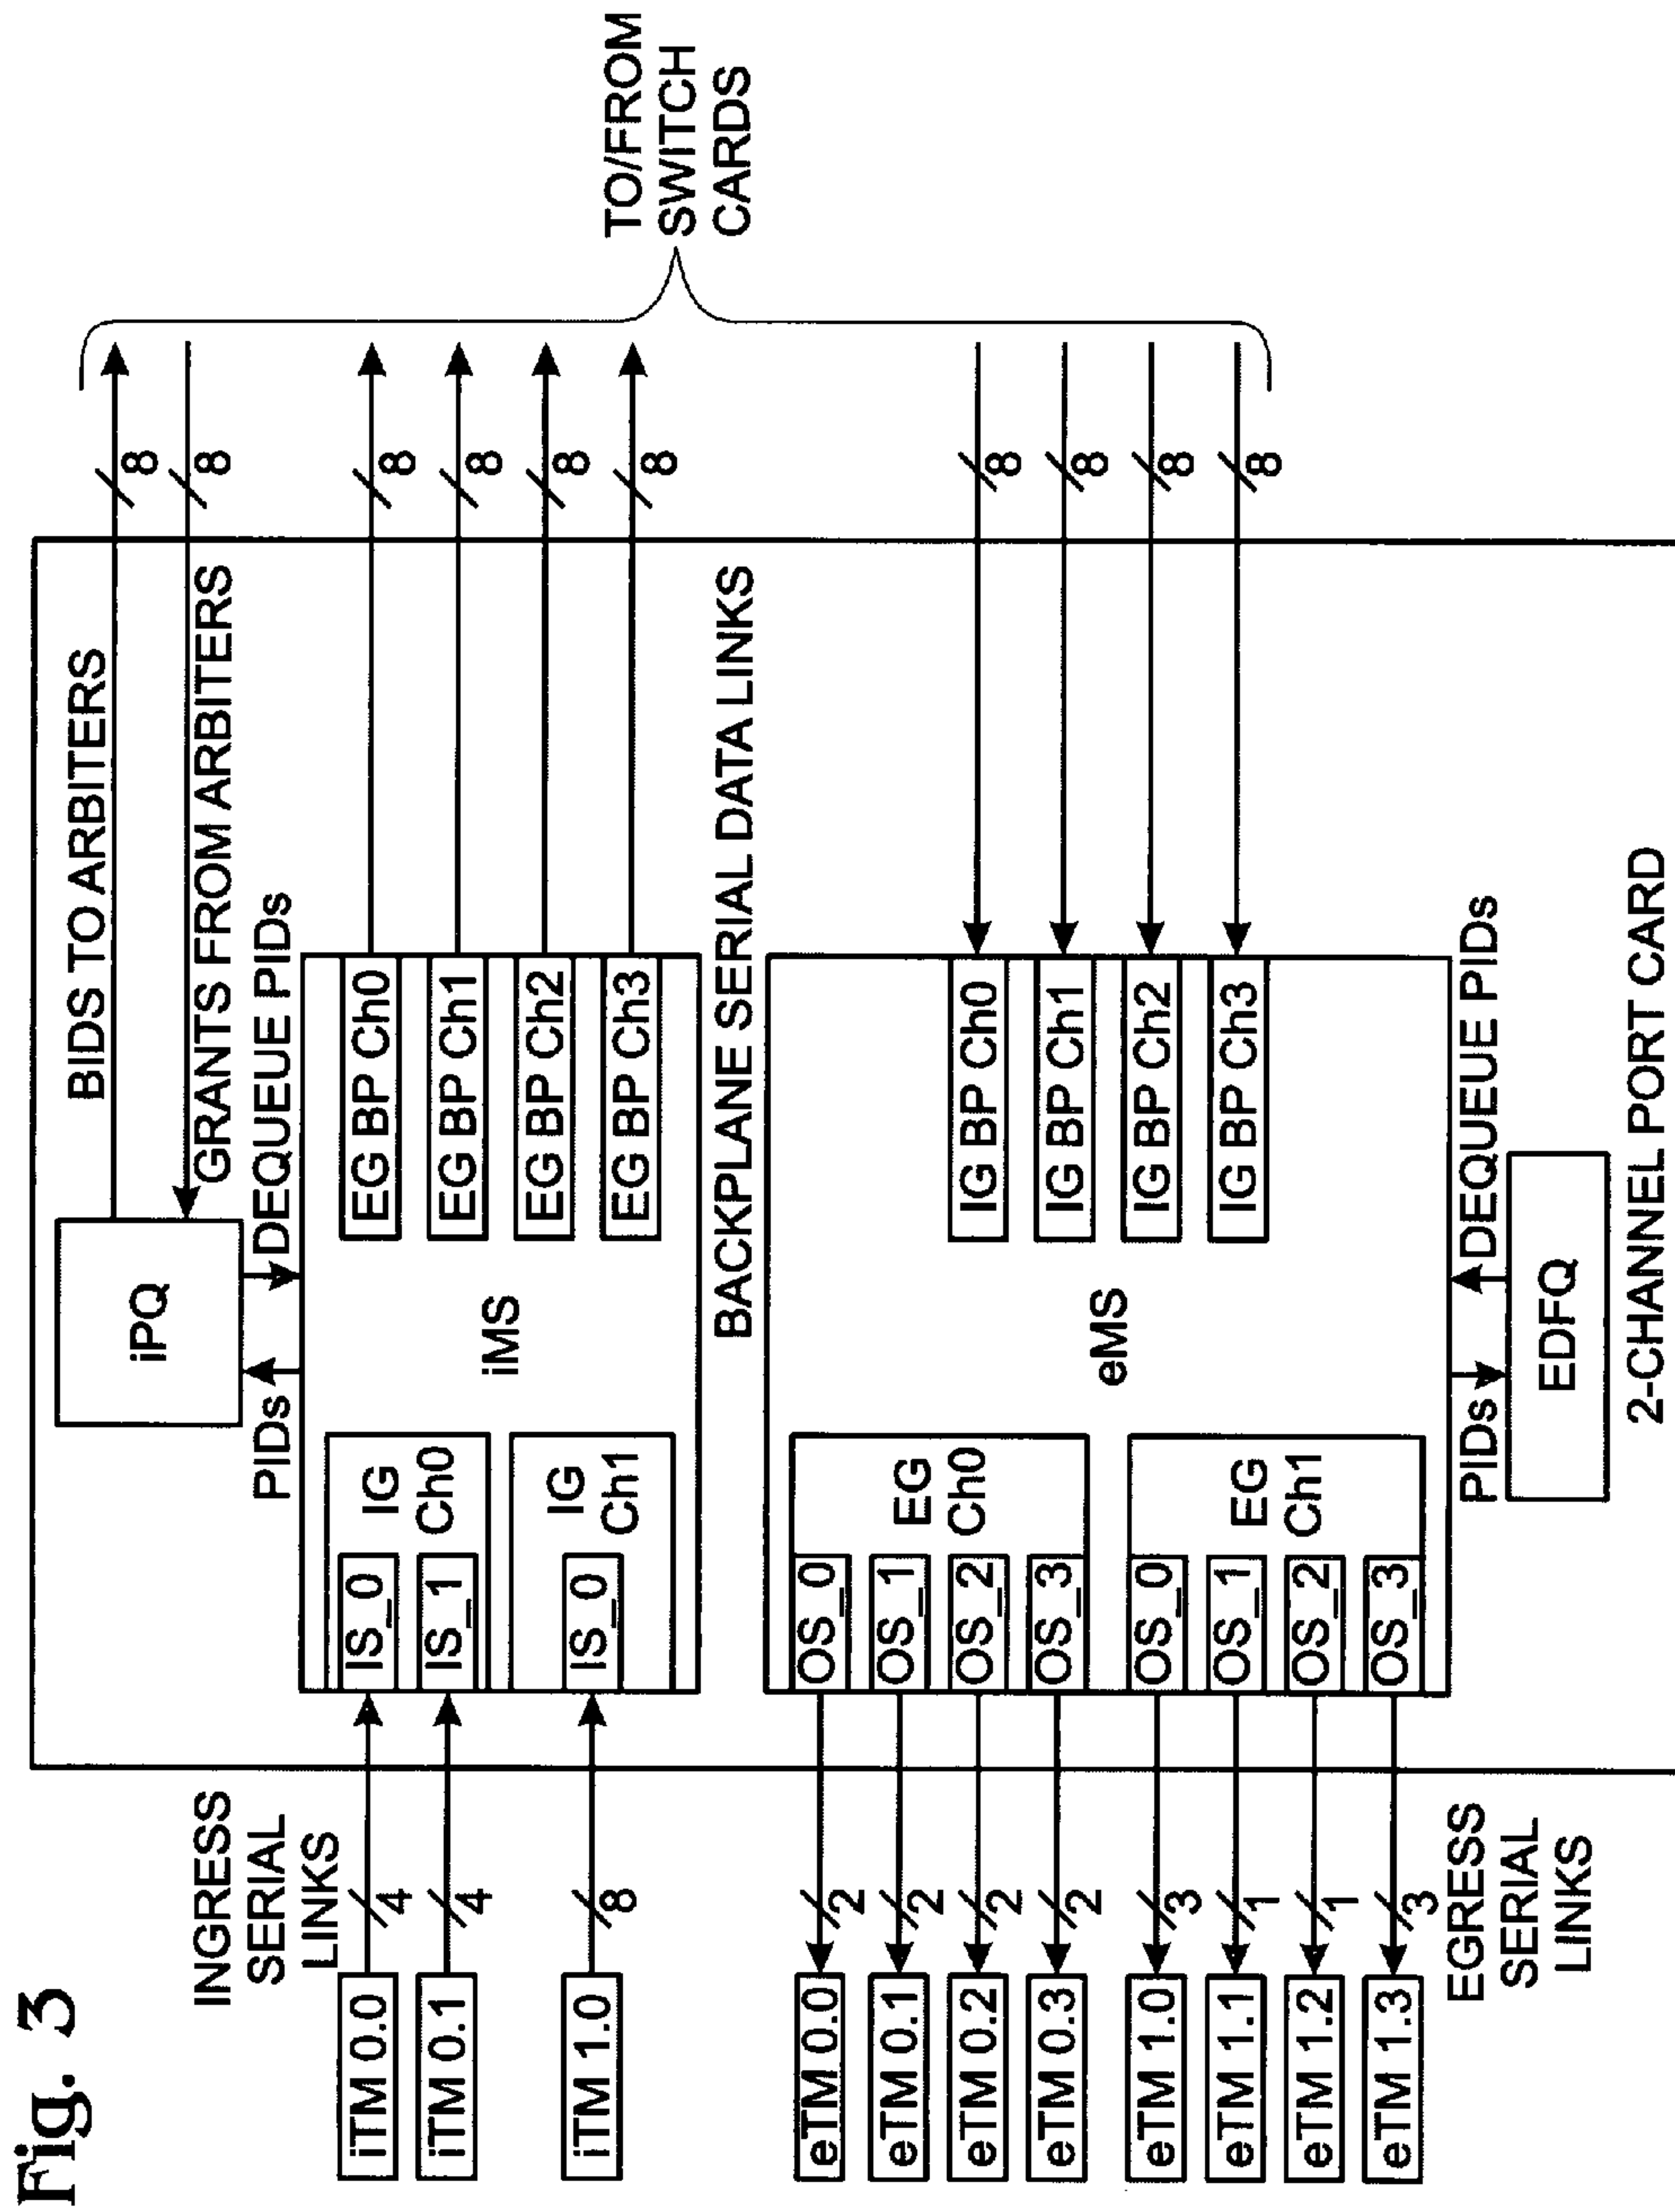 Fig. 3
INGRESS
SERIAL
LINKS
iTM 0.0
4
iTM 0.1
4
iTM 1.0
8
IS_0
IS_1
IG
Ch0
IS_0
IG
Ch1
iMS
PIDs
DEQUEUE PIDs
iPQ
BIDS TO ARBITERS
8
GRANTS FROM ARBITERS
8
EG BP Ch0
8
EG BP Ch1
8
EG BP Ch2
8
EG BP Ch3
8
TO/FROM
SWITCH
CARDS
BACKPLANE SERIAL DATA LINKS
eTM 0.0
2
eTM 0.1
2
eTM 0.2
2
eTM 0.3
2
eTM 1.0
3
eTM 1.1
1
eTM 1.2
1
eTM 1.3
3
EGRESS
SERIAL
LINKS
OS_0
OS_1
OS_2
OS_3
EG
Ch0
OS_0
OS_1
OS_2
OS_3
EG
Ch1
eMS
IG BP Ch0
8
IG BP Ch1
8
IG BP Ch2
8
IG BP Ch3
8
PIDs
DEQUEUE PIDs
EDFQ
2-CHANNEL PORT CARD